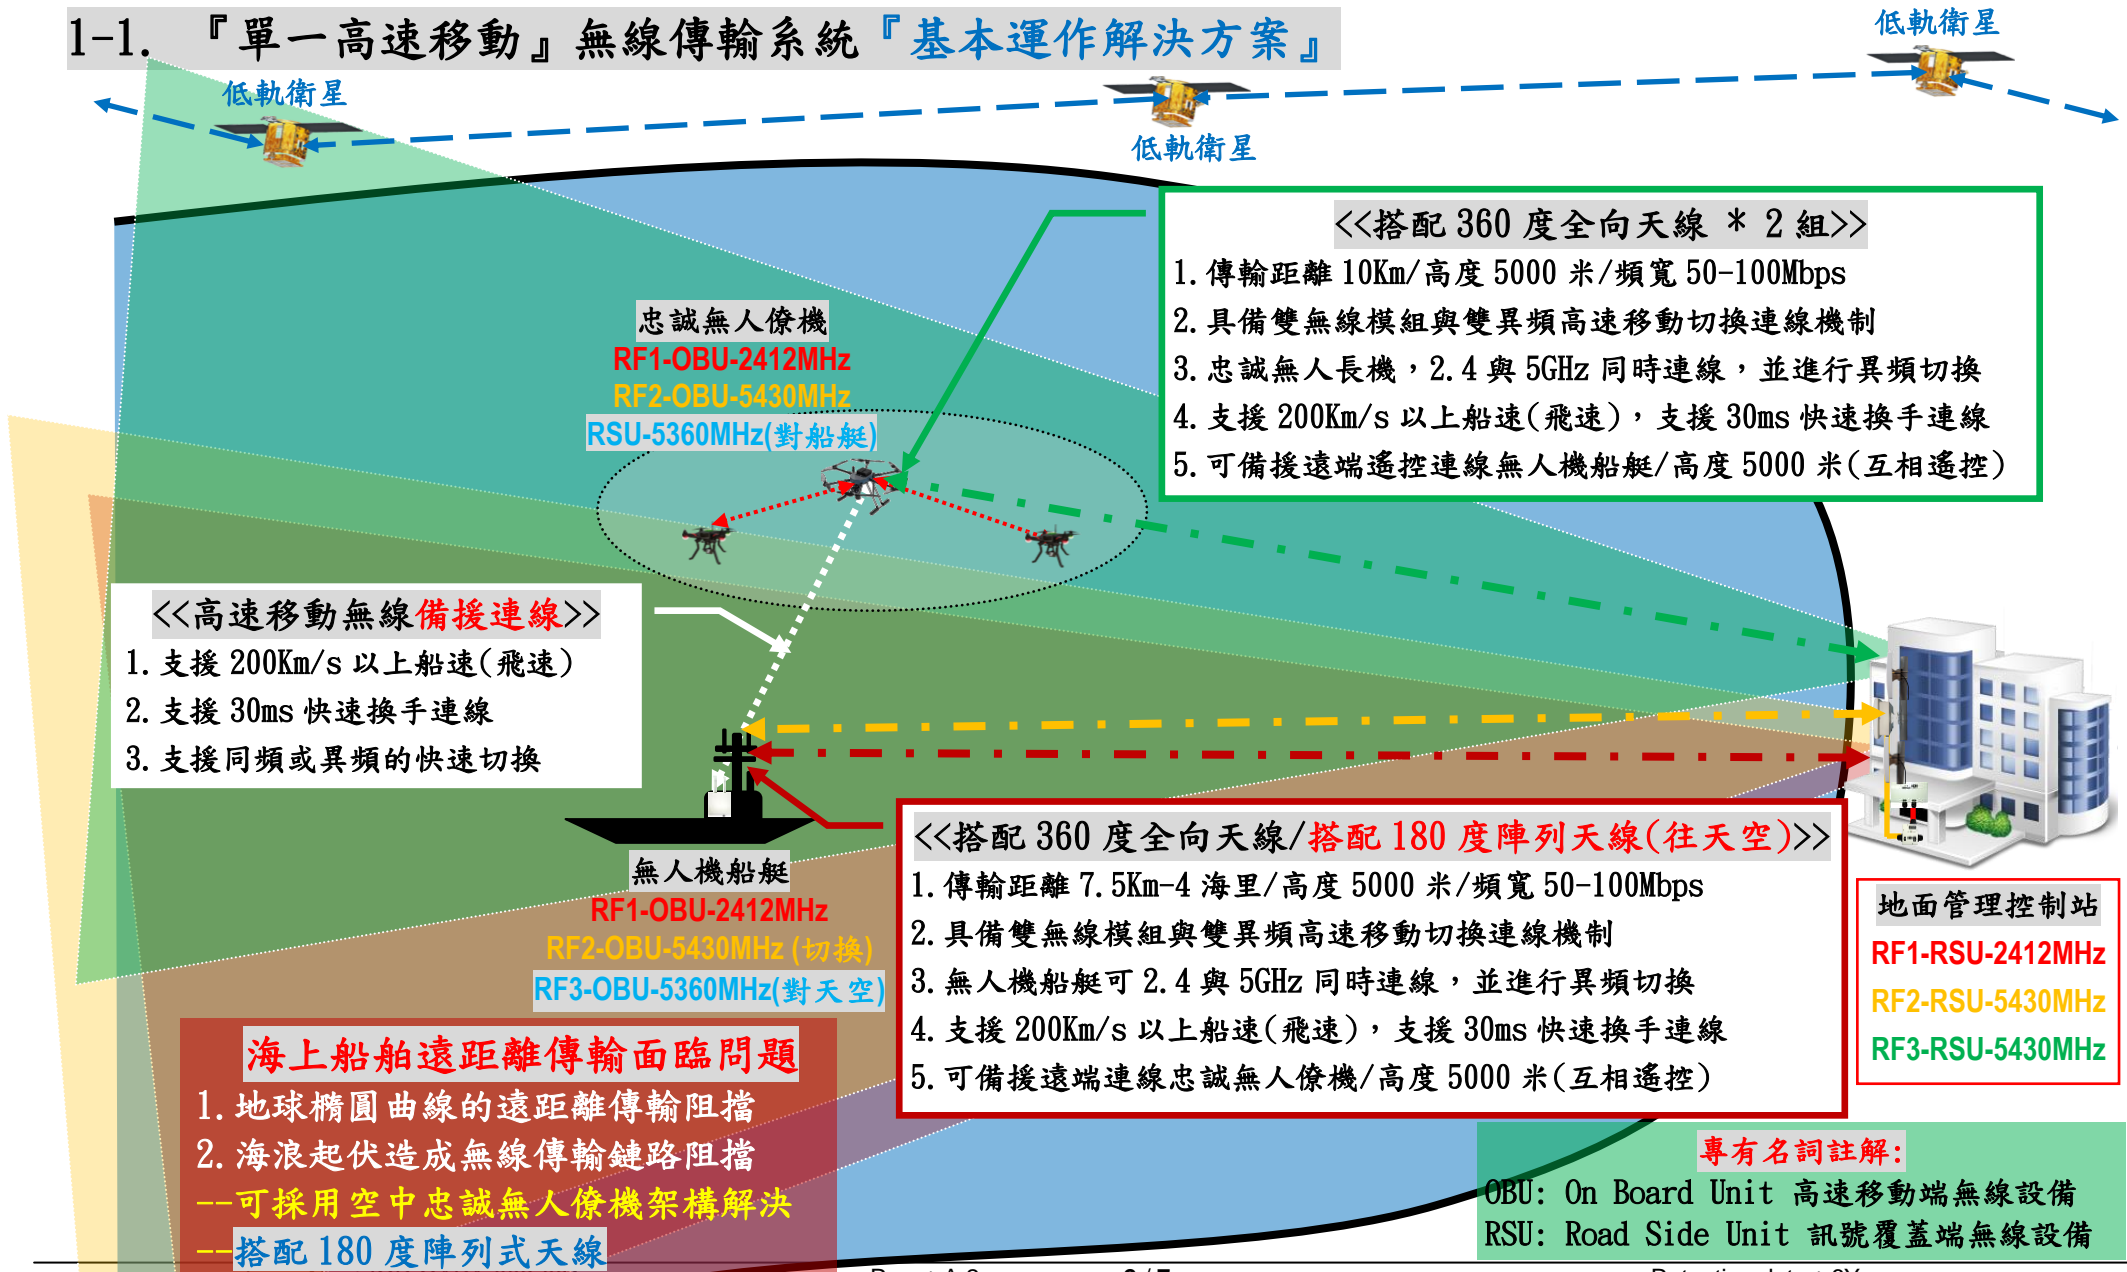 1-1. 『單一高速移動』無線傳輸系統『基本運作解決方案』
低軌衛星
低軌衛星
低軌衛星
<<搭配 360 度全向天線 * 2 組>>
1.傳輸距離 10Km/高度 5000 米/頻寬 50-100Mbps
2.具備雙無線模組與雙異頻高速移動切換連線機制
3.忠誠無人長機，2.4 與 5GHz 同時連線，並進行異頻切換
4.支援 200Km/s 以上船速(飛速)，支援 30ms 快速換手連線
5.可備援遠端遙控連線無人機船艇/高度 5000 米(互相遙控)
忠誠無人僚機
RF1-OBU-2412MHz
RF2-OBU-5430MHz
RSU-5360MHz(對船艇)
<<高速移動無線備援連線>>
1.支援 200Km/s 以上船速(飛速)
2.支援 30ms 快速換手連線
3.支援同頻或異頻的快速切換
無人機船艇
RF1-OBU-2412MHz
RF2-OBU-5430MHz (切換)
RF3-OBU-5360MHz(對天空)
<<搭配 360 度全向天線/搭配 180 度陣列天線(往天空)>>
1.傳輸距離 7.5Km-4 海里/高度 5000 米/頻寬 50-100Mbps
2.具備雙無線模組與雙異頻高速移動切換連線機制
3.無人機船艇可 2.4 與 5GHz 同時連線，並進行異頻切換
4.支援 200Km/s 以上船速(飛速)，支援 30ms 快速換手連線
5.可備援遠端連線忠誠無人僚機/高度 5000 米(互相遙控)
地面管理控制站
RF1-RSU-2412MHz
RF2-RSU-5430MHz
RF3-RSU-5430MHz
海上船舶遠距離傳輸面臨問題
1.地球橢圓曲線的遠距離傳輸阻擋
2.海浪起伏造成無線傳輸鏈路阻擋
--可採用空中忠誠無人僚機架構解決
--搭配 180 度陣列式天線
專有名詞註解:
OBU: On Board Unit 高速移動端無線設備
RSU: Road Side Unit 訊號覆蓋端無線設備